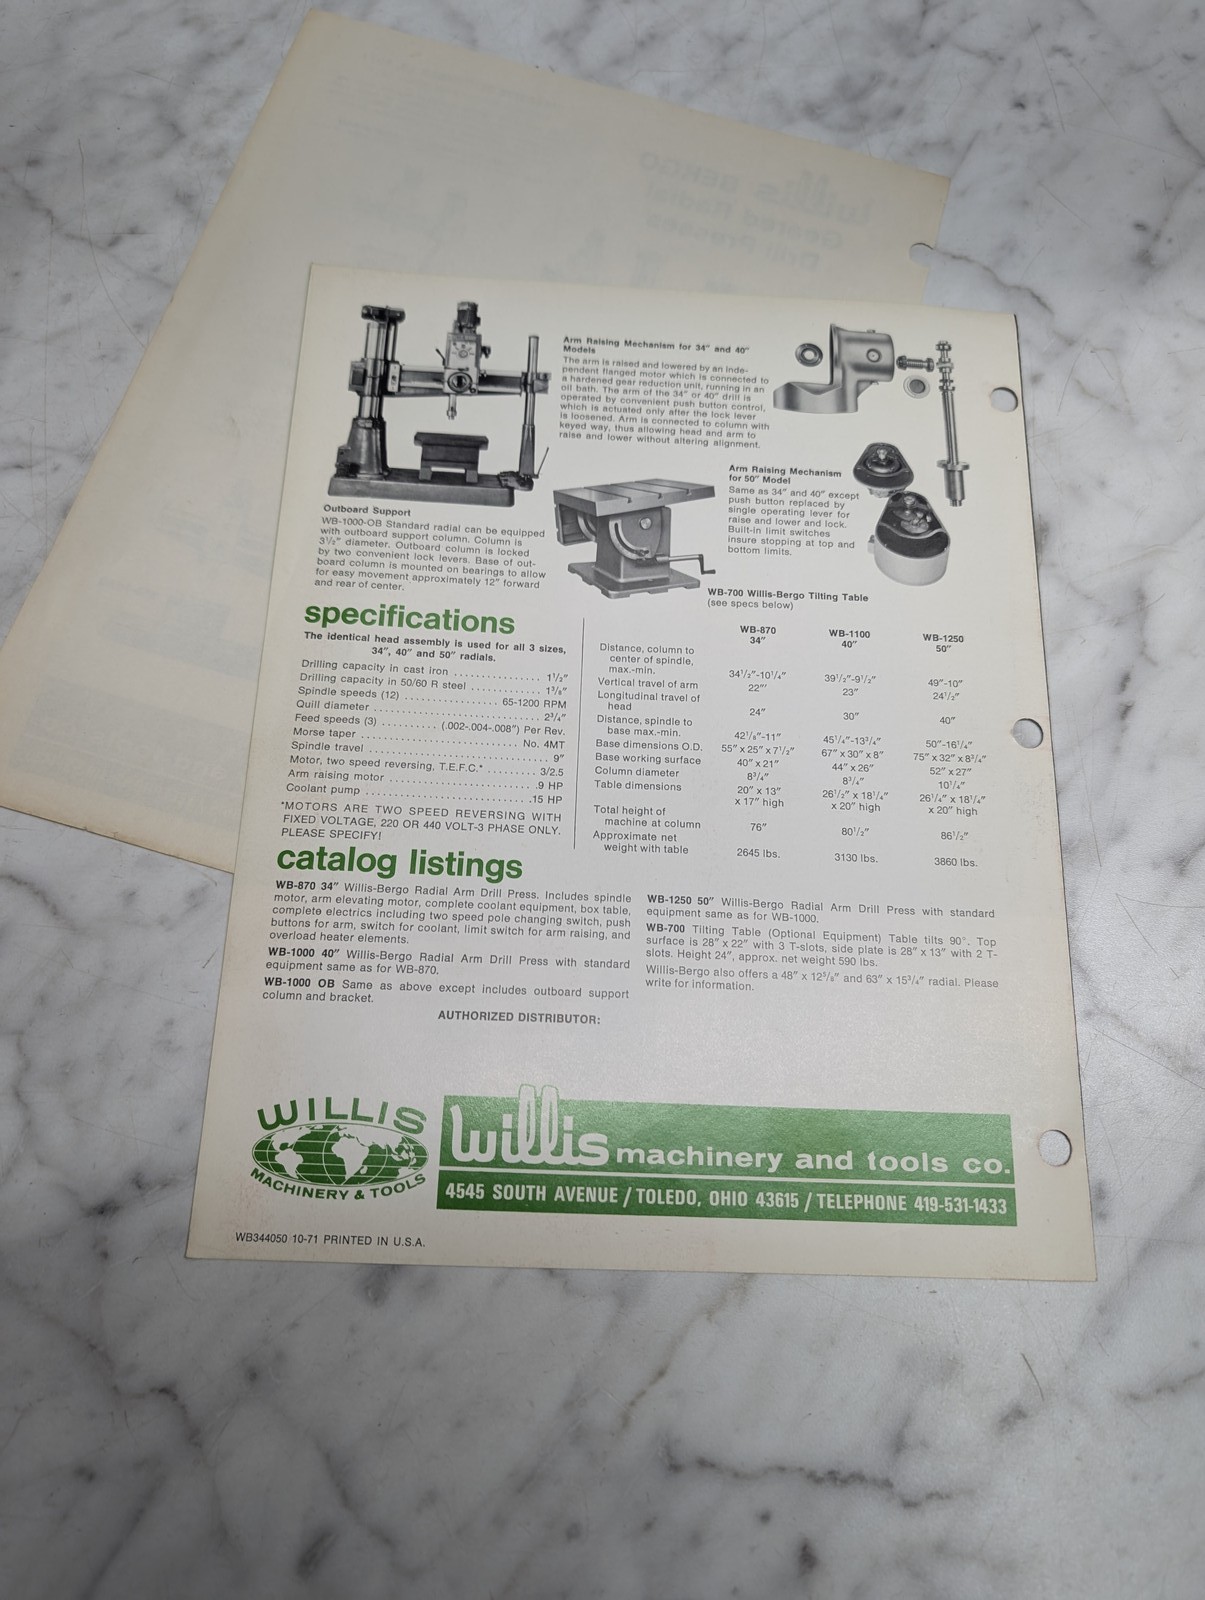 Arm Raising Mechanism for 34" and 40"
Models
The arm is raised and lowered by an inde-
pendent flanged motor which is connected to
a hardened gear reduction unit, running in an
oil bath. The arm of the 34" or 40" drill is
operated by convenient push button control,
which is actuated only after the lock lever
is loosened. Arm is connected to column with
keyed way, thus allowing head and arm to
raise and lower without altering alignment.
Arm Raising Mechanism
for 50" Model
Same as 34" and 40" except
push button replaced by
single operating lever for
raise and lower and lock.
Built-in limit switches
insure stopping at top and
bottom limits.
Outboard Support
WB-1000-OB Standard radial can be equipped
with outboard support column. Column is
3½" diameter. Outboard column is locked
by two convenient lock levers. Base of out-
board column is mounted on bearings to allow
for easy movement approximately 12" forward
and rear of center.
WB-700 Willis-Bergo Tilting Table
(see specs below)
specifications
The identical head assembly is used for all 3 sizes,
34", 40" and 50" radials.
Drilling capacity in cast iron ............... 1½"
Drilling capacity in 50/60 R steel ............ 1³/₈"
Spindle speeds (12) ................ 65-1200 RPM
Quill diameter ............................ 2¾"
Feed speeds (3) .......... (.002-.004-.008") Per Rev.
Morse taper ........................... No. 4MT
Spindle travel ............................... 9"
Motor, two speed reversing, T.E.F.C.* ......... 3/2.5
Arm raising motor ........................ .9 HP
Coolant pump ............................ .15 HP
*MOTORS ARE TWO SPEED REVERSING WITH
FIXED VOLTAGE, 220 OR 440 VOLT-3 PHASE ONLY.
PLEASE SPECIFY!
WB-870 WB-1100 WB-1250
34" 40" 50"
Distance, column to
center of spindle,
max.-min. 34½"-10¼" 39½"-9½" 49"-10"
Vertical travel of arm 22"' 23" 24½"
Longitudinal travel of
head 24" 30" 40"
Distance, spindle to
base max.-min. 42¹/₈"-11" 45¼"-13¾" 50"-16¼"
Base dimensions O.D. 55" x 25" x 7½" 67" x 30" x 8" 75" x 32" x 8¾"
Base working surface 40" x 21" 44" x 26" 52" x 27"
Column diameter 8¾" 8¾" 10¼"
Table dimensions 20" x 13" 26½" x 18¼" 26¼" x 18¼"
x 17" high x 20" high x 20" high
Total height of
machine at column 76" 80½" 86½"
Approximate net
weight with table 2645 lbs. 3130 lbs. 3860 lbs.
catalog listings
WB-870 34" Willis-Bergo Radial Arm Drill Press. Includes spindle
motor, arm elevating motor, complete coolant equipment, box table,
complete electrics including two speed pole changing switch, push
buttons for arm, switch for coolant, limit switch for arm raising, and
overload heater elements.
WB-1000 40" Willis-Bergo Radial Arm Drill Press with standard
equipment same as for WB-870.
WB-1000 OB Same as above except includes outboard support
column and bracket.
WB-1250 50" Willis-Bergo Radial Arm Drill Press with standard
equipment same as for WB-1000.
WB-700 Tilting Table (Optional Equipment) Table tilts 90°. Top
surface is 28" x 22" with 3 T-slots, side plate is 28" x 13" with 2 T-
slots. Height 24", approx. net weight 590 lbs.
Willis-Bergo also offers a 48" x 12⁵/₈" and 63" x 15¾" radial. Please
write for information.
AUTHORIZED DISTRIBUTOR:
WILLIS
MACHINERY & TOOLS
willis machinery and tools co.
4545 SOUTH AVENUE / TOLEDO, OHIO 43615 / TELEPHONE 419-531-1433
WB344050 10-71 PRINTED IN U.S.A.
willis BERGO
Geared Radial
Drill Presses